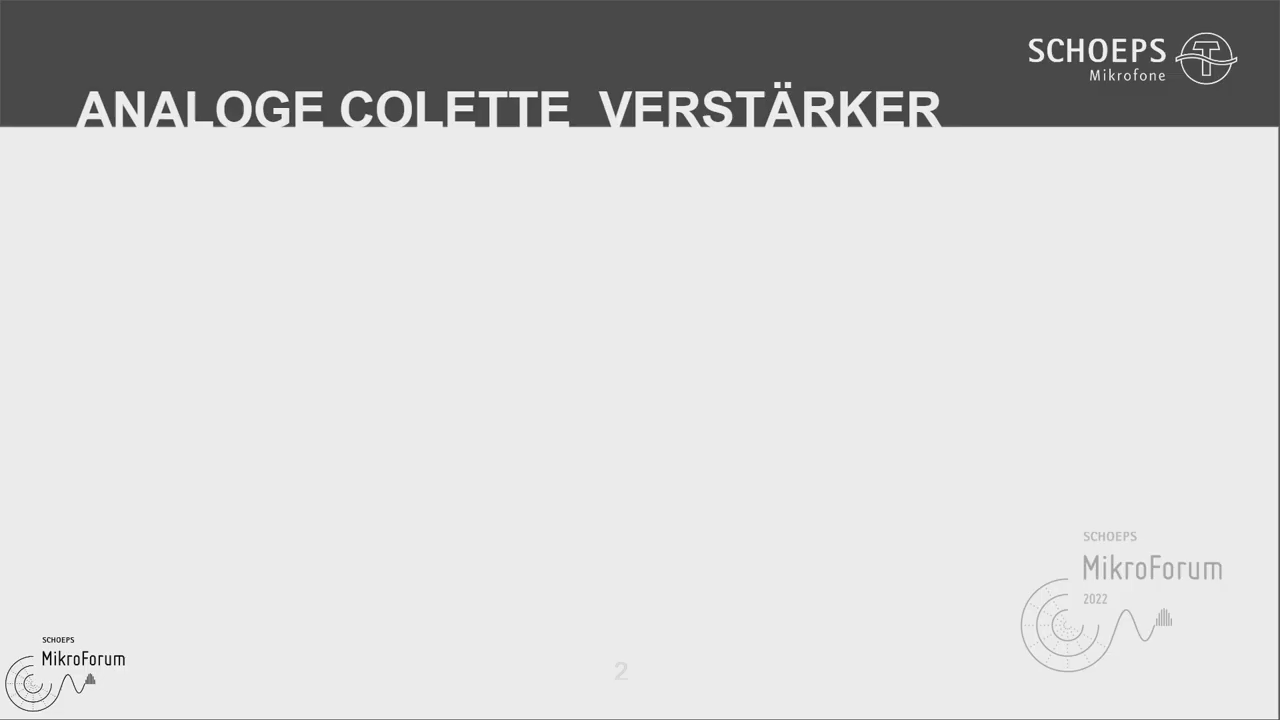 SCHOEPS
Mikrofone
ANALOGE COLETTE  VERSTÄRKER
SCHOEPS
MikroForum
2022
SCHOEPS
MikroForum
2